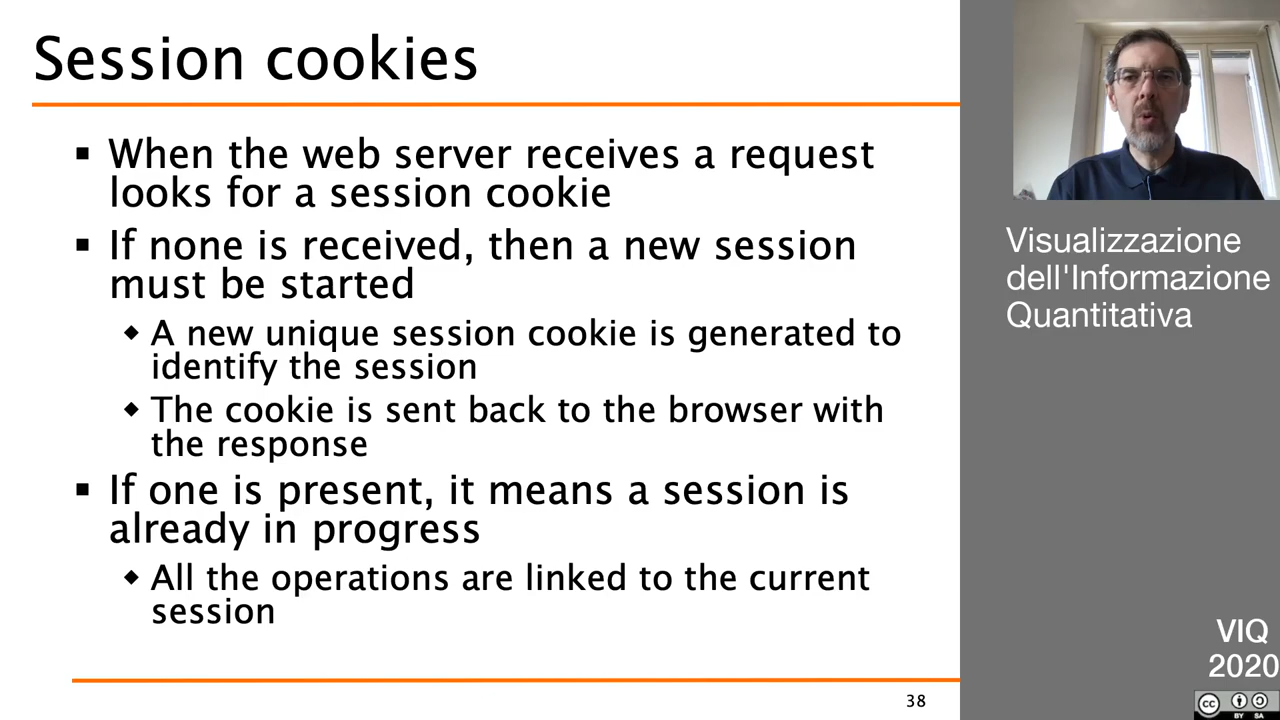 Session cookies
▪ When the web server receives a request
looks for a session cookie
▪ If none is received, then a new session
must be started
◆ A new unique session cookie is generated to
identify the session
◆ The cookie is sent back to the browser with
the response
▪ If one is present, it means a session is
already in progress
◆ All the operations are linked to the current
session
38
Visualizzazione
dell'Informazione
Quantitativa
VIQ
2020
cc
BY SA